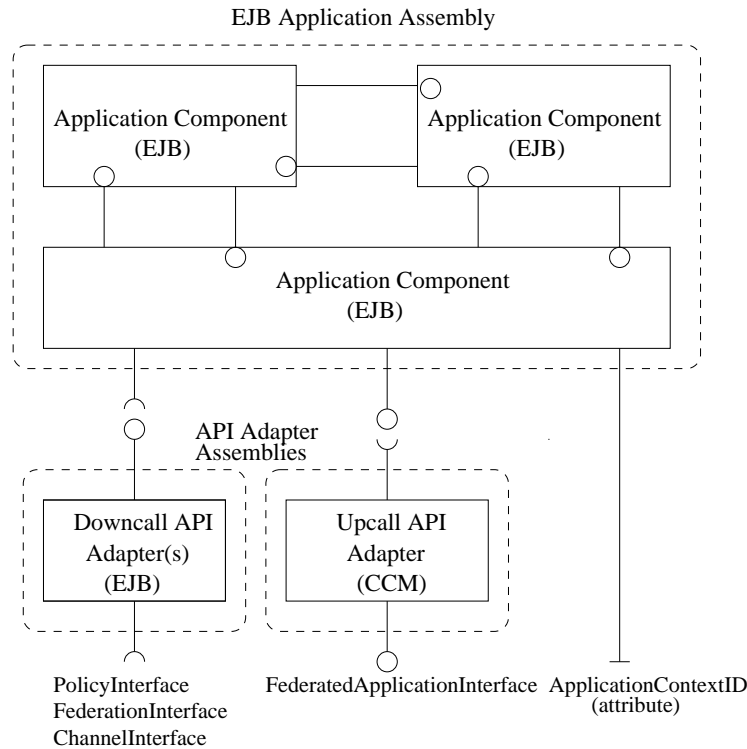 EJB Application Assembly
Application Component
(EJB)
Application Component
(EJB)
Application Component
(EJB)
API Adapter
Assemblies
Downcall API
Adapter(s)
(EJB)
Upcall API
Adapter
(CCM)
PolicyInterface
FederationInterface
ChannelInterface
FederatedApplicationInterface
ApplicationContextID
(attribute)